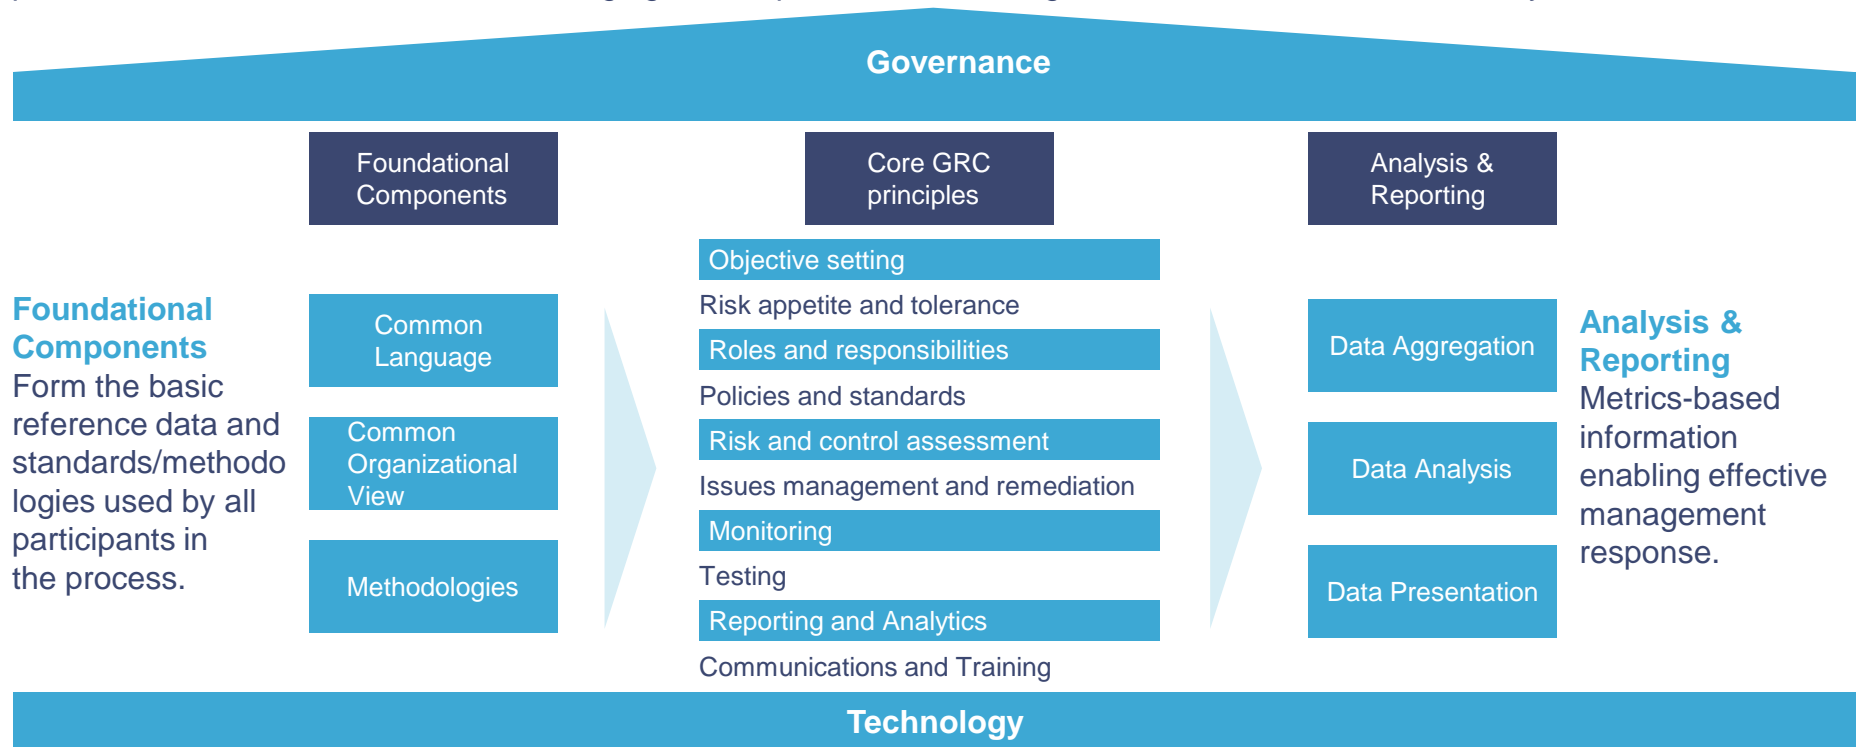 Governance
Foundational
Components
Core GRC
principles
Analysis &
Reporting
Foundational
Components
Form the basic
reference data and
standards/methodo
logies used by all
participants in
the process.
Common
Language
Common
Organizational
View
Methodologies
Objective setting
Risk appetite and tolerance
Roles and responsibilities
Policies and standards
Risk and control assessment
Issues management and remediation
Monitoring
Testing
Reporting and Analytics
Communications and Training
Data Aggregation
Data Analysis
Data Presentation
Analysis &
Reporting
Metrics-based
information
enabling effective
management
response.
Technology